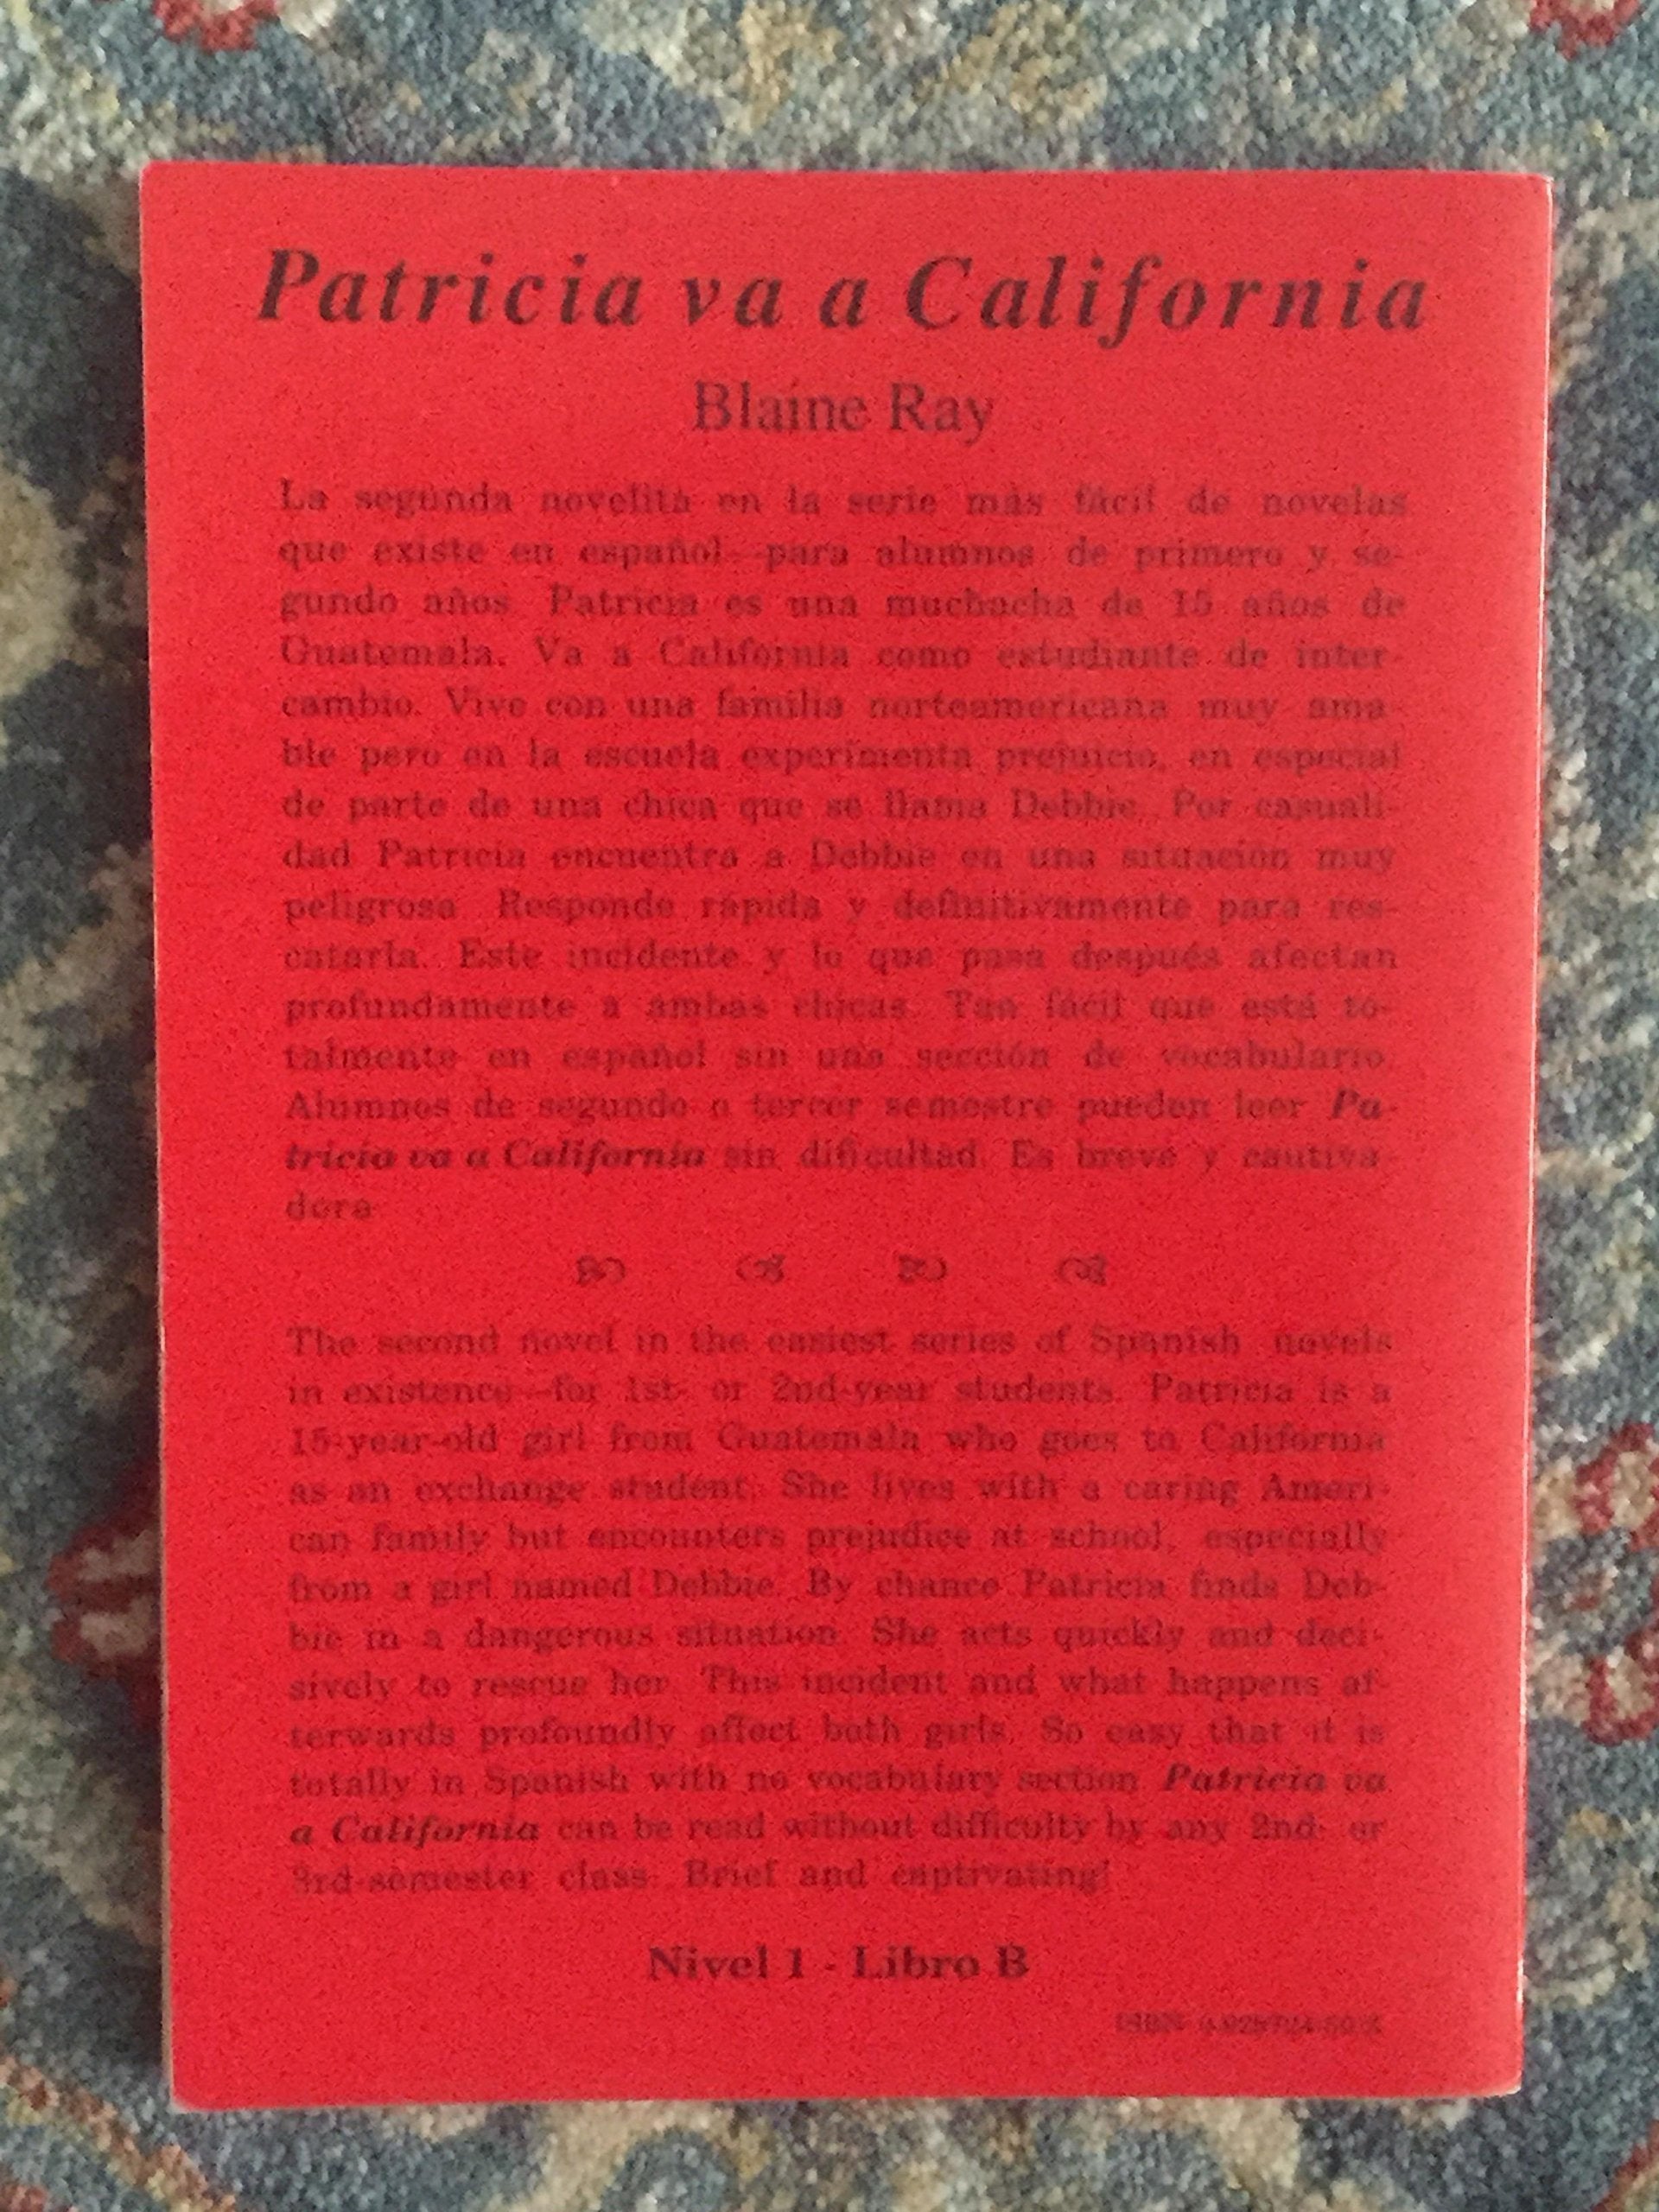 Patricia va a California
Blaine Ray
La segunda novelita en la serie más fácil de novelas
que existe en español—para alumnos de primero y se-
gundo años. Patricia es una muchacha de 15 años de
Guatemala. Va a California como estudiante de inter-
cambio. Vive con una familia norteamericana muy ama-
ble pero en la escuela experimenta prejuicio, en especial
de parte de una chica que se llama Debbie. Por casuali-
dad Patricia encuentra a Debbie en una situación muy
peligrosa. Responde rápida y definitivamente para res-
catarla. Este incidente y lo que pasa después afectan
profundamente a ambas chicas. Tan fácil que está to-
talmente en español sin una sección de vocabulario.
Alumnos de segundo o tercer semestre pueden leer Pa-
tricia va a California sin dificultad. Es breve y cautiva-
dora.
The second novel in the easiest series of Spanish novels
in existence—for 1st- or 2nd-year students. Patricia is a
15-year-old girl from Guatemala who goes to California
as an exchange student. She lives with a caring Ameri-
can family but encounters prejudice at school, especially
from a girl named Debbie. By chance Patricia finds Deb-
bie in a dangerous situation. She acts quickly and deci-
sively to rescue her. This incident and what happens af-
terwards profoundly affect both girls. So easy that it is
totally in Spanish with no vocabulary section. Patricia va
a California can be read without difficulty by any 2nd- or
3rd-semester class. Brief and captivating!
Nivel 1 - Libro B
ISBN